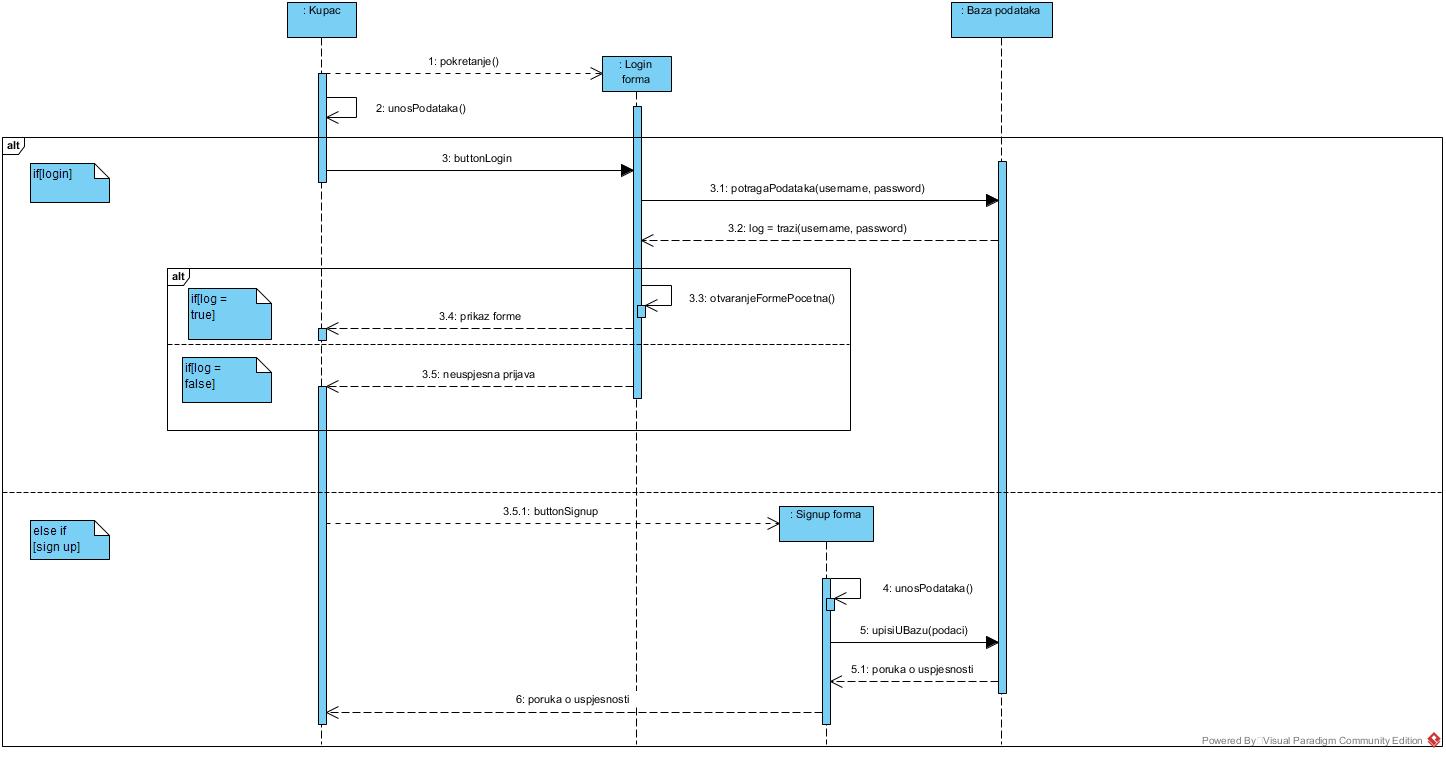 : Kupac
: Baza podataka
1: pokretanje()
: Login
forma
2: unosPodataka()
alt
3: buttonLogin
if[login]
3.1: potragaPodataka(username, password)
3.2: log = trazi(username, password)
alt
if[log =
true]
3.3: otvaranjeFormePocetna()
3.4: prikaz forme
if[log =
false]
3.5: neuspjesna prijava
3.5.1: buttonSignup
: Signup forma
else if
[sign up]
4: unosPodataka()
5: upisiUBazu(podaci)
5.1: poruka o uspjesnosti
6: poruka o uspjesnosti
Powered By Visual Paradigm Community Edition